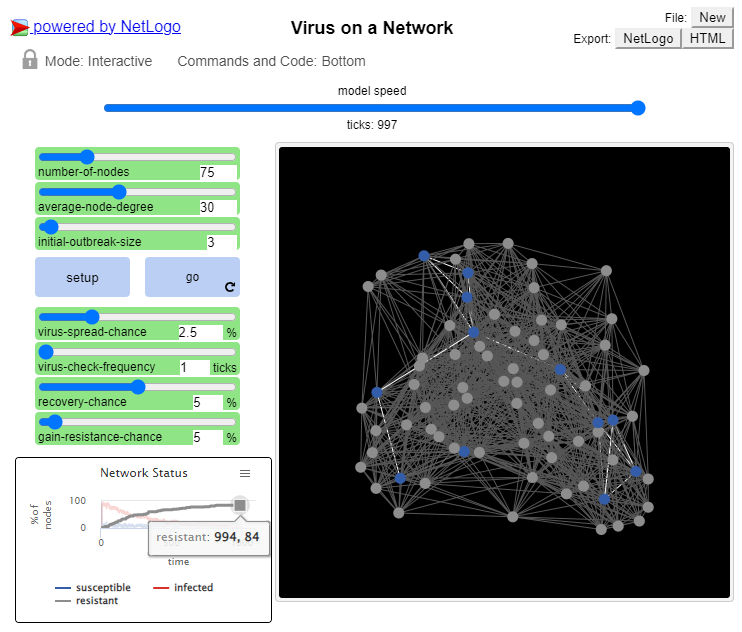 powered by NetLogo
Virus on a Network
File: New
Export: NetLogo HTML
Mode: Interactive Commands and Code: Bottom
model speed
ticks: 997
number-of-nodes 75
average-node-degree 30
initial-outbreak-size 3
setup go
virus-spread-chance 2.5 %
virus-check-frequency 1 ticks
recovery-chance 5 %
gain-resistance-chance 5 %
Network Status
% of nodes
100
0
0
resistant: 994, 84
time
susceptible infected
resistant